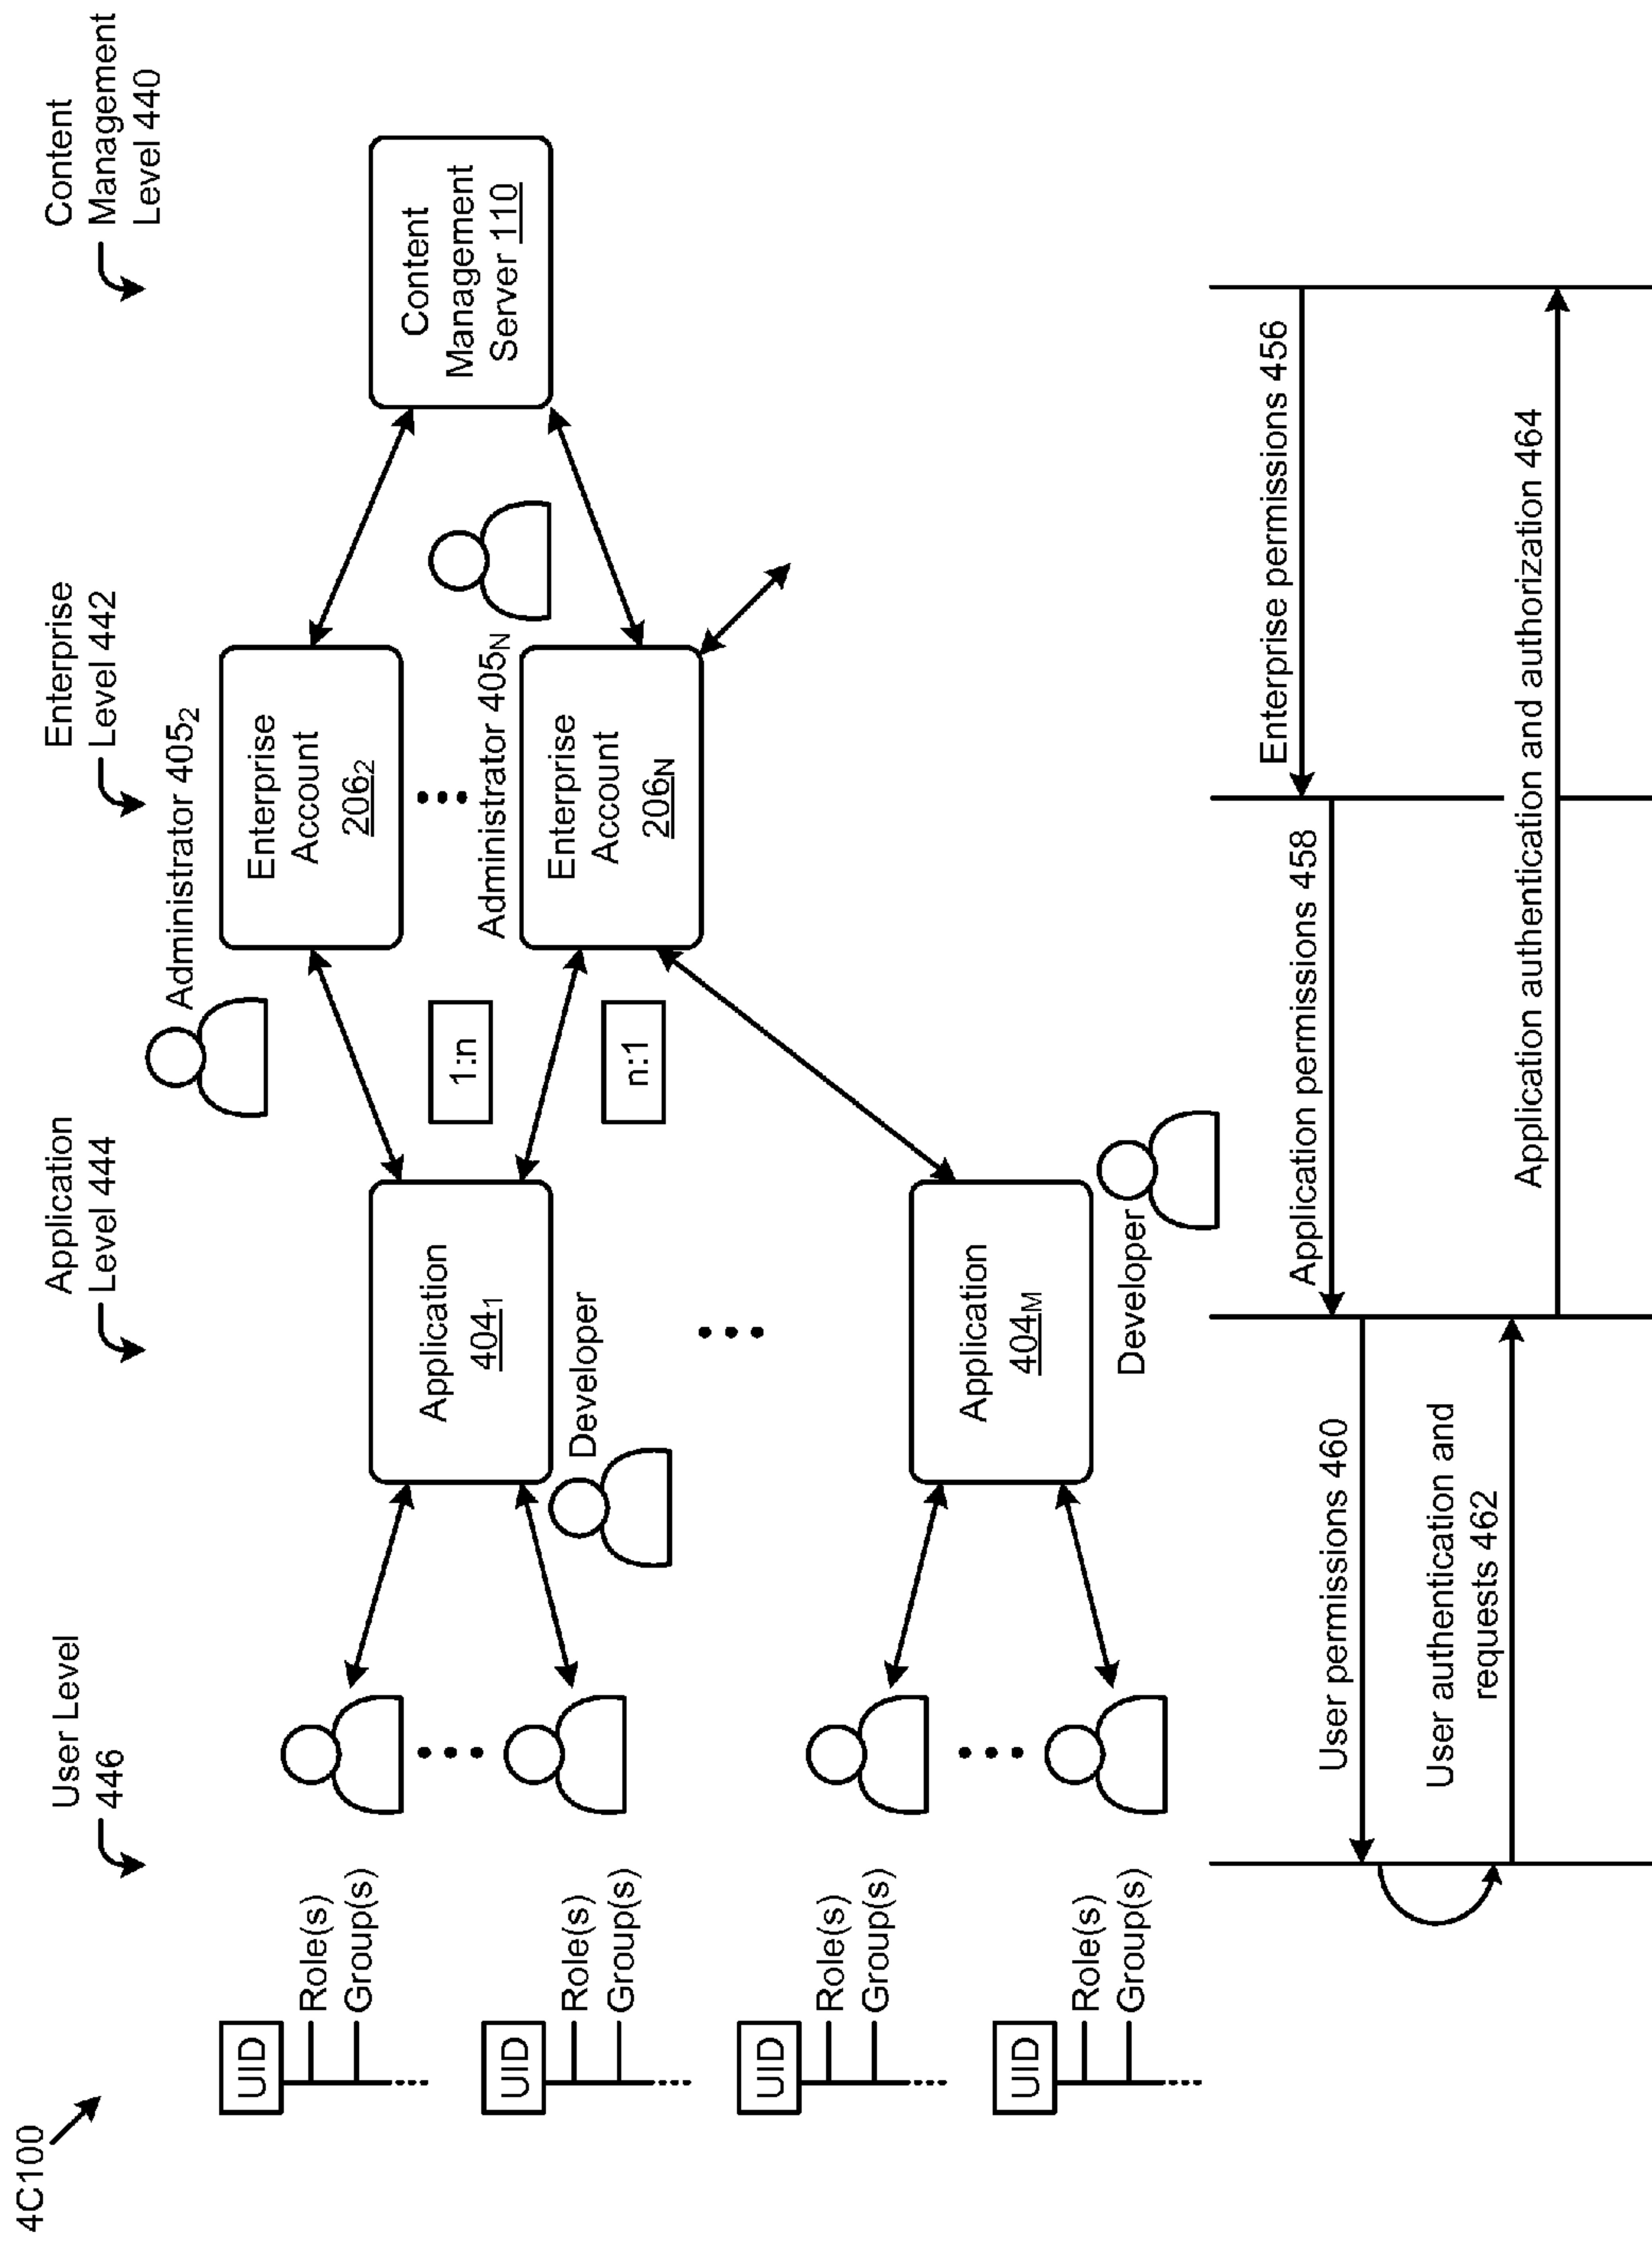 4C100
User Level
446
Application
Level 444
Enterprise
Level 442
Content
Management
Level 440
UID
Role(s)
Group(s)
UID
Role(s)
Group(s)
UID
Role(s)
Group(s)
UID
Role(s)
Group(s)
Application
404₁
Developer
Application
404M
Developer
1:n
n:1
Administrator 405₂
Enterprise
Account
206₂
Administrator 405N
Enterprise
Account
206N
Content
Management
Server 110
Enterprise permissions 456
Application permissions 458
User permissions 460
User authentication and
requests 462
Application authentication and authorization 464